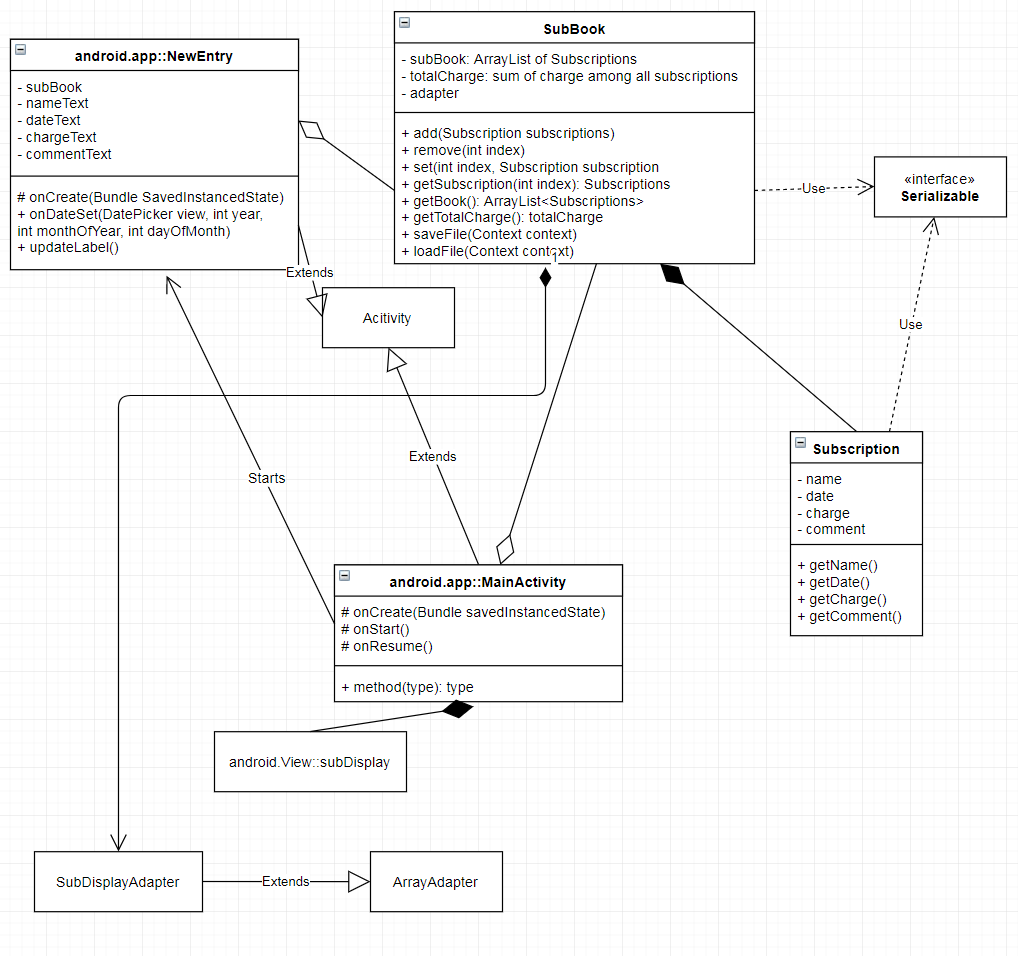 android.app::NewEntry
- subBook
- nameText
- dateText
- chargeText
- commentText
# onCreate(Bundle SavedInstancedState)
+ onDateSet(DatePicker view, int year,
int monthOfYear, int dayOfMonth)
+ updateLabel()
SubBook
- subBook: ArrayList of Subscriptions
- totalCharge: sum of charge among all subscriptions
- adapter
+ add(Subscription subscriptions)
+ remove(int index)
+ set(int index, Subscription subscription
+ getSubscription(int index): Subscriptions
+ getBook(): ArrayList<Subscriptions>
+ getTotalCharge(): totalCharge
+ saveFile(Context context)
+ loadFile(Context context)
1
Use
«interface»
Serializable
Extends
Acitivity
Use
Extends
Starts
Subscription
- name
- date
- charge
- comment
+ getName()
+ getDate()
+ getCharge()
+ getComment()
android.app::MainActivity
# onCreate(Bundle savedInstancedState)
# onStart()
# onResume()
+ method(type): type
android.View::subDisplay
SubDisplayAdapter
Extends
ArrayAdapter